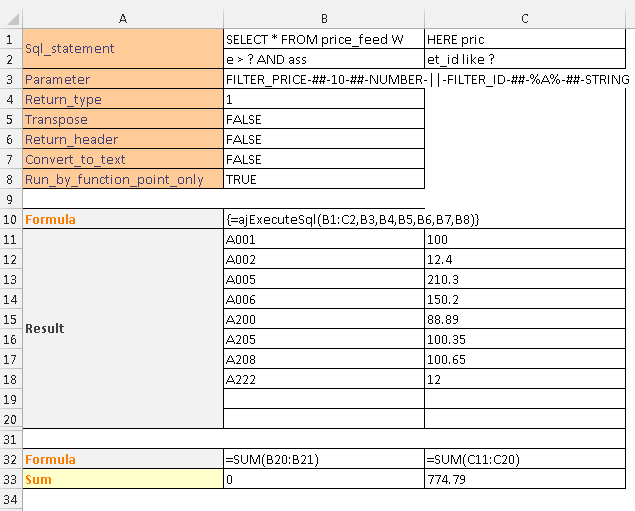 A B C
1 Sql_statement SELECT * FROM price_feed W HERE pric
2 e > ? AND ass et_id like ?
3 Parameter FILTER_PRICE-##-10-##-NUMBER-||-FILTER_ID-##-%A%-##-STRING
4 Return_type 1
5 Transpose FALSE
6 Return_header FALSE
7 Convert_to_text FALSE
8 Run_by_function_point_only TRUE
9
10 Formula {=ajExecuteSql(B1:C2,B3,B4,B5,B6,B7,B8)}
11 A001 100
12 A002 12.4
13 A005 210.3
14 A006 150.2
15 Result A200 88.89
16 A205 100.35
17 A208 100.65
18 A222 12
19
20
31
32 Formula =SUM(B20:B21) =SUM(C11:C20)
33 Sum 0 774.79
34